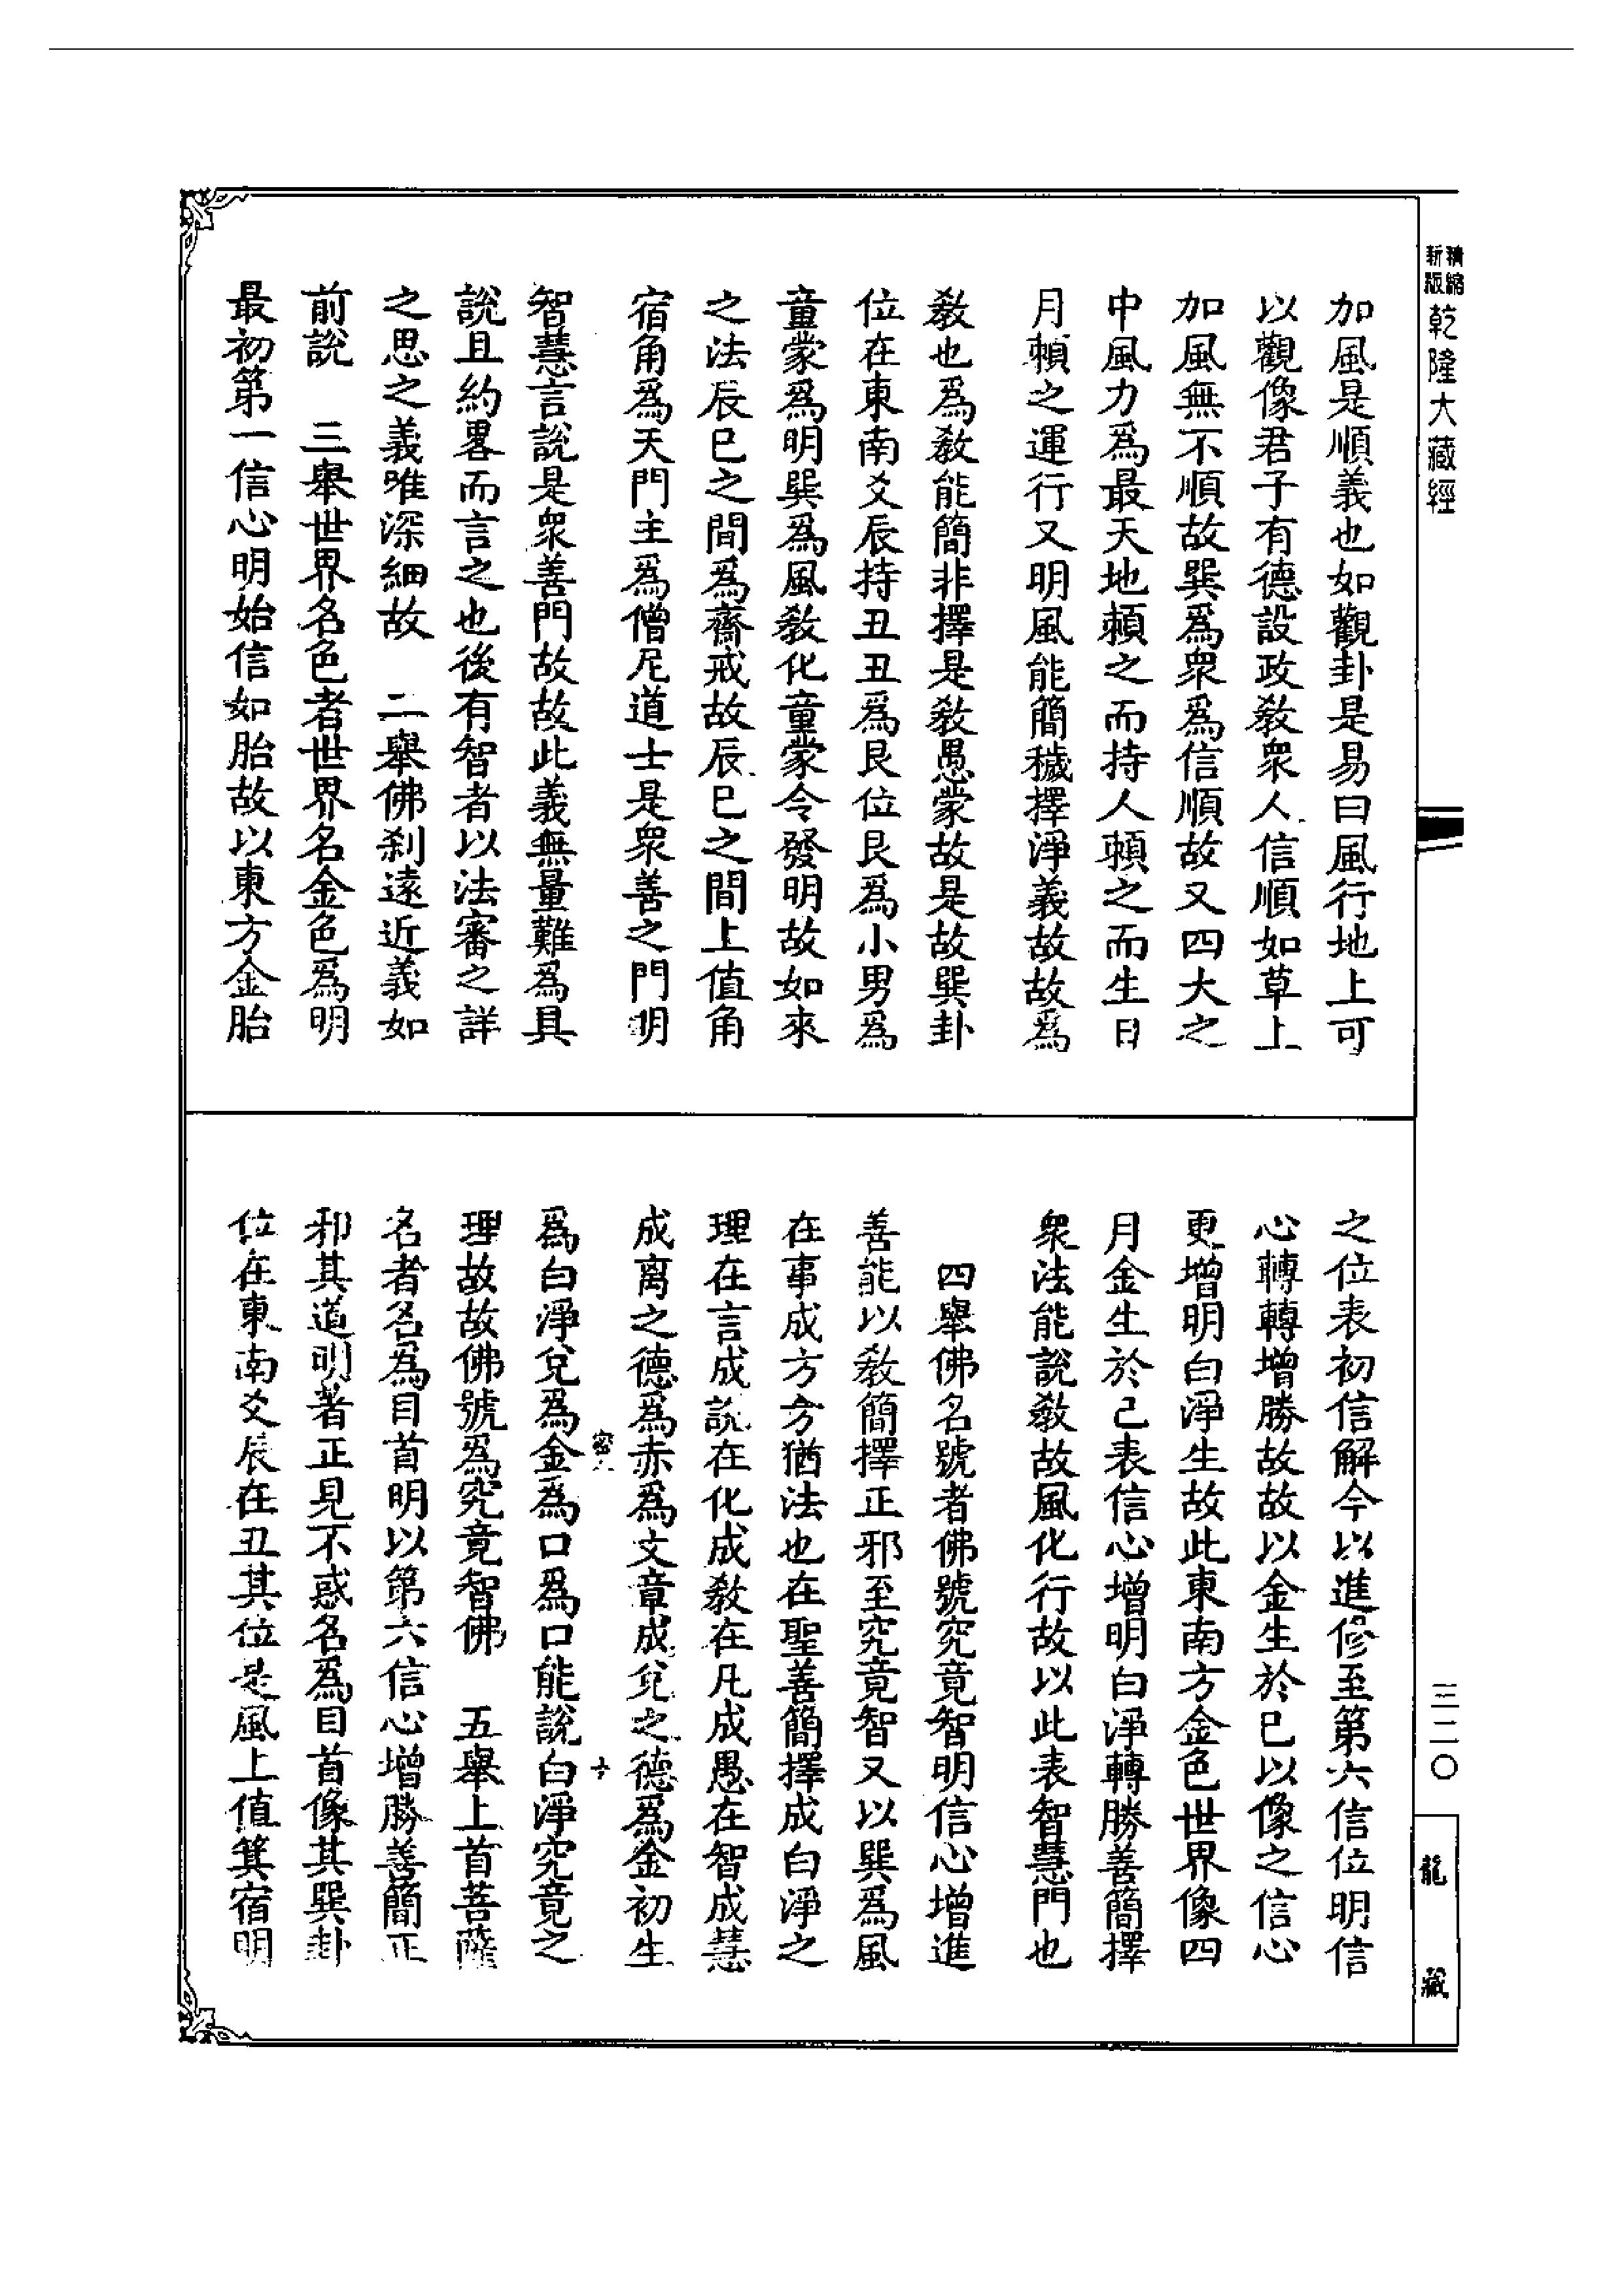 精縮
新版
乾隆大藏經
加風是順義也如觀卦是易曰風行地上可
以觀像君子有德設政敎衆人信順如草上
加風無不順故巽爲衆爲信順故又四大之
中風力爲最天地賴之而持人賴之而生日
月賴之運行又明風能簡穢擇淨義故故爲
敎也爲敎能簡非擇是敎愚蒙故是故巽卦
位在東南爻辰持丑丑爲艮位艮爲小男爲
童蒙爲明巽爲風敎化童蒙令發明故如來
之法辰巳之間爲齋戒故辰巳之間上值角
宿角爲天門主爲僧尼道士是衆善之門明
智慧言說是衆善門故故此義無量難爲具
說且約畧而言之也後有智者以法審之詳
之思之義唯深細故　二舉佛刹遠近義如
前說　三舉世界名色者世界名金色爲明
最初第一信心明始信如胎故以東方金胎
之位表初信解今以進修至第六信位明信
心轉轉增勝故故以金生於巳以像之信心
更增明白淨生故此東南方金色世界像四
月金生於己表信心增明白淨轉勝善簡擇
衆法能說敎故風化行故以此表智慧門也
四舉佛名號者佛號究竟智明信心增進
善能以敎簡擇正邪至究竟智又以巽爲風
在事成方方猶法也在聖善簡擇成白淨之
理在言成說在化成敎在凡成愚在智成慧
成离之德爲赤爲文章成兌之德爲金初生
爲白淨兌爲金爲口爲口能說白淨究竟之
理故故佛號爲究竟智佛　五舉上首菩薩
名者名爲目首明以第六信心增勝善簡正
邪其道明著正見不惑名爲目首像其巽卦
位在東南爻辰在丑其位是風上值箕宿明
三二〇
龍藏